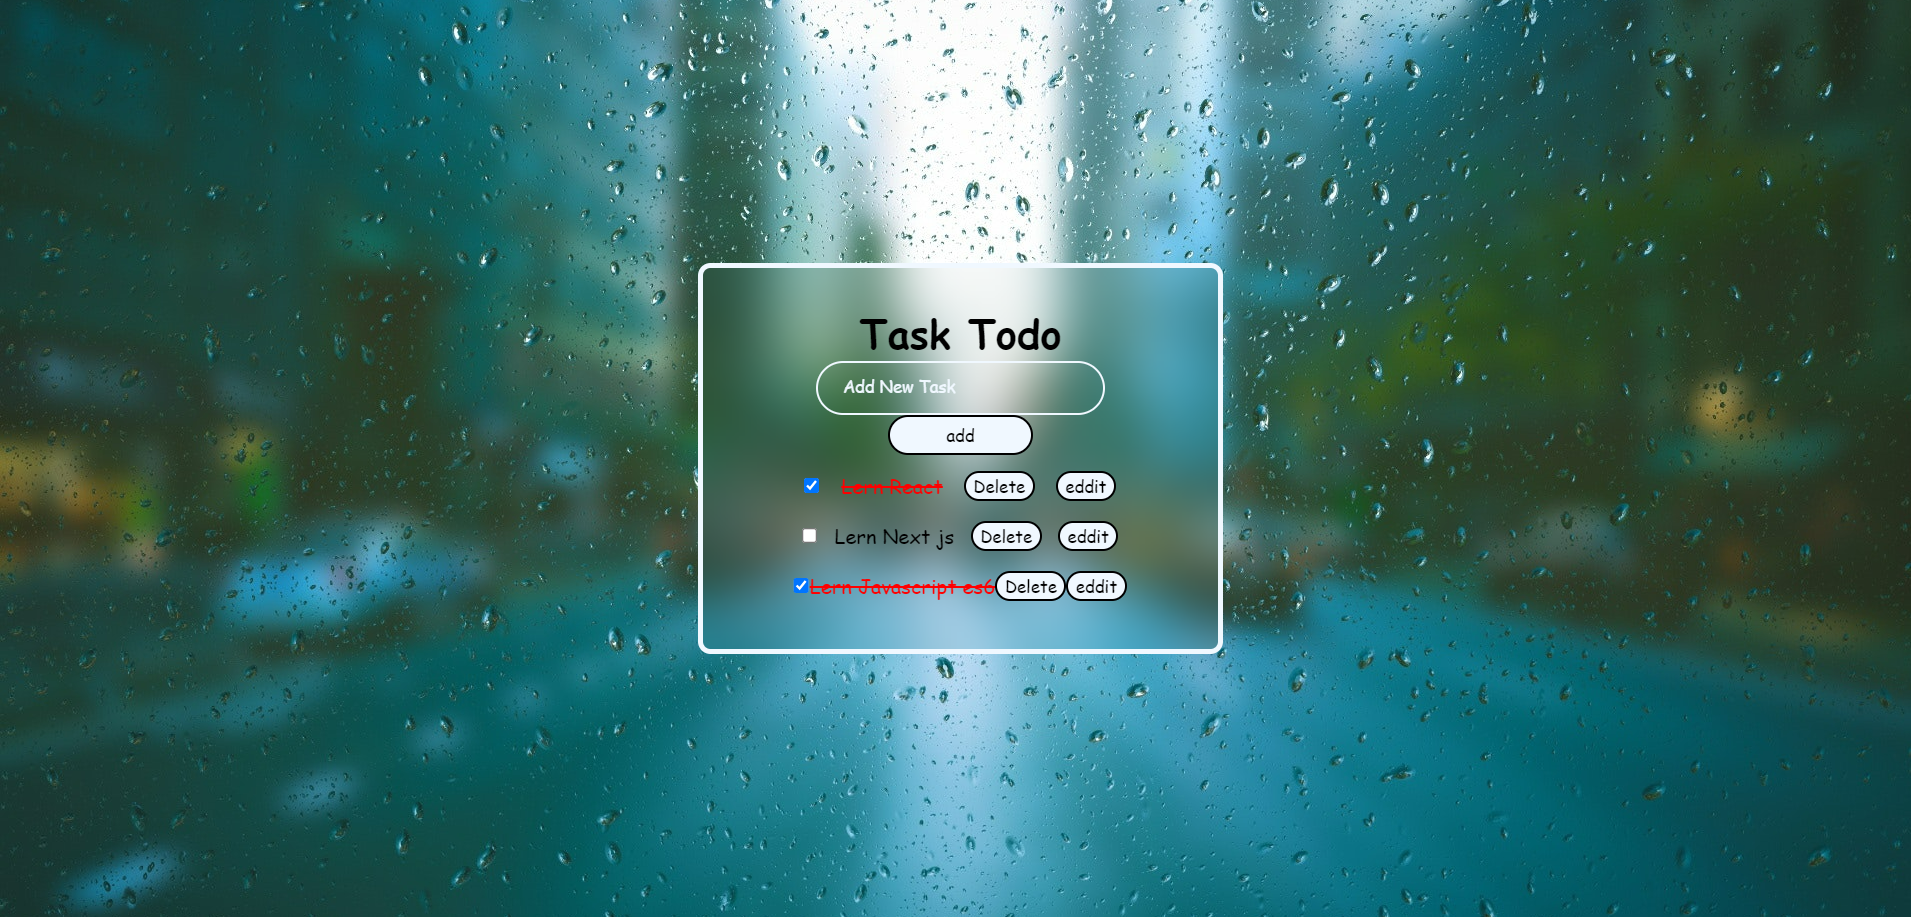 Task Todo
Add New Task
add
Lern React Delete eddit
Lern Next js Delete eddit
Lern Javascript es6 Delete eddit